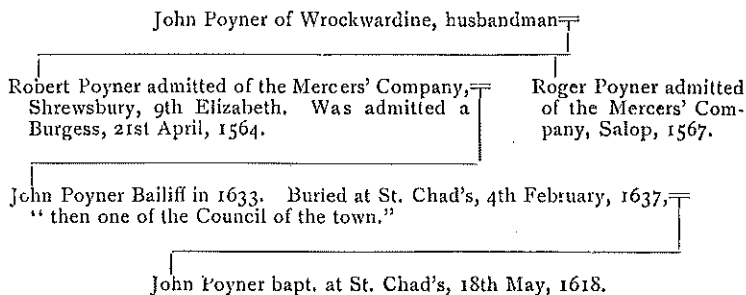 John Poyner of Wrockwardine, husbandman
Robert Poyner admitted of the Mercers' Company,
Shrewsbury, 9th Elizabeth. Was admitted a
Burgess, 21st April, 1564.
Roger Poyner admitted
of the Mercers' Com-
pany, Salop, 1567.
John Poyner Bailiff in 1633. Buried at St. Chad's, 4th February, 1637,
"then one of the Council of the town."
John Poyner bapt. at St. Chad's, 18th May, 1618.